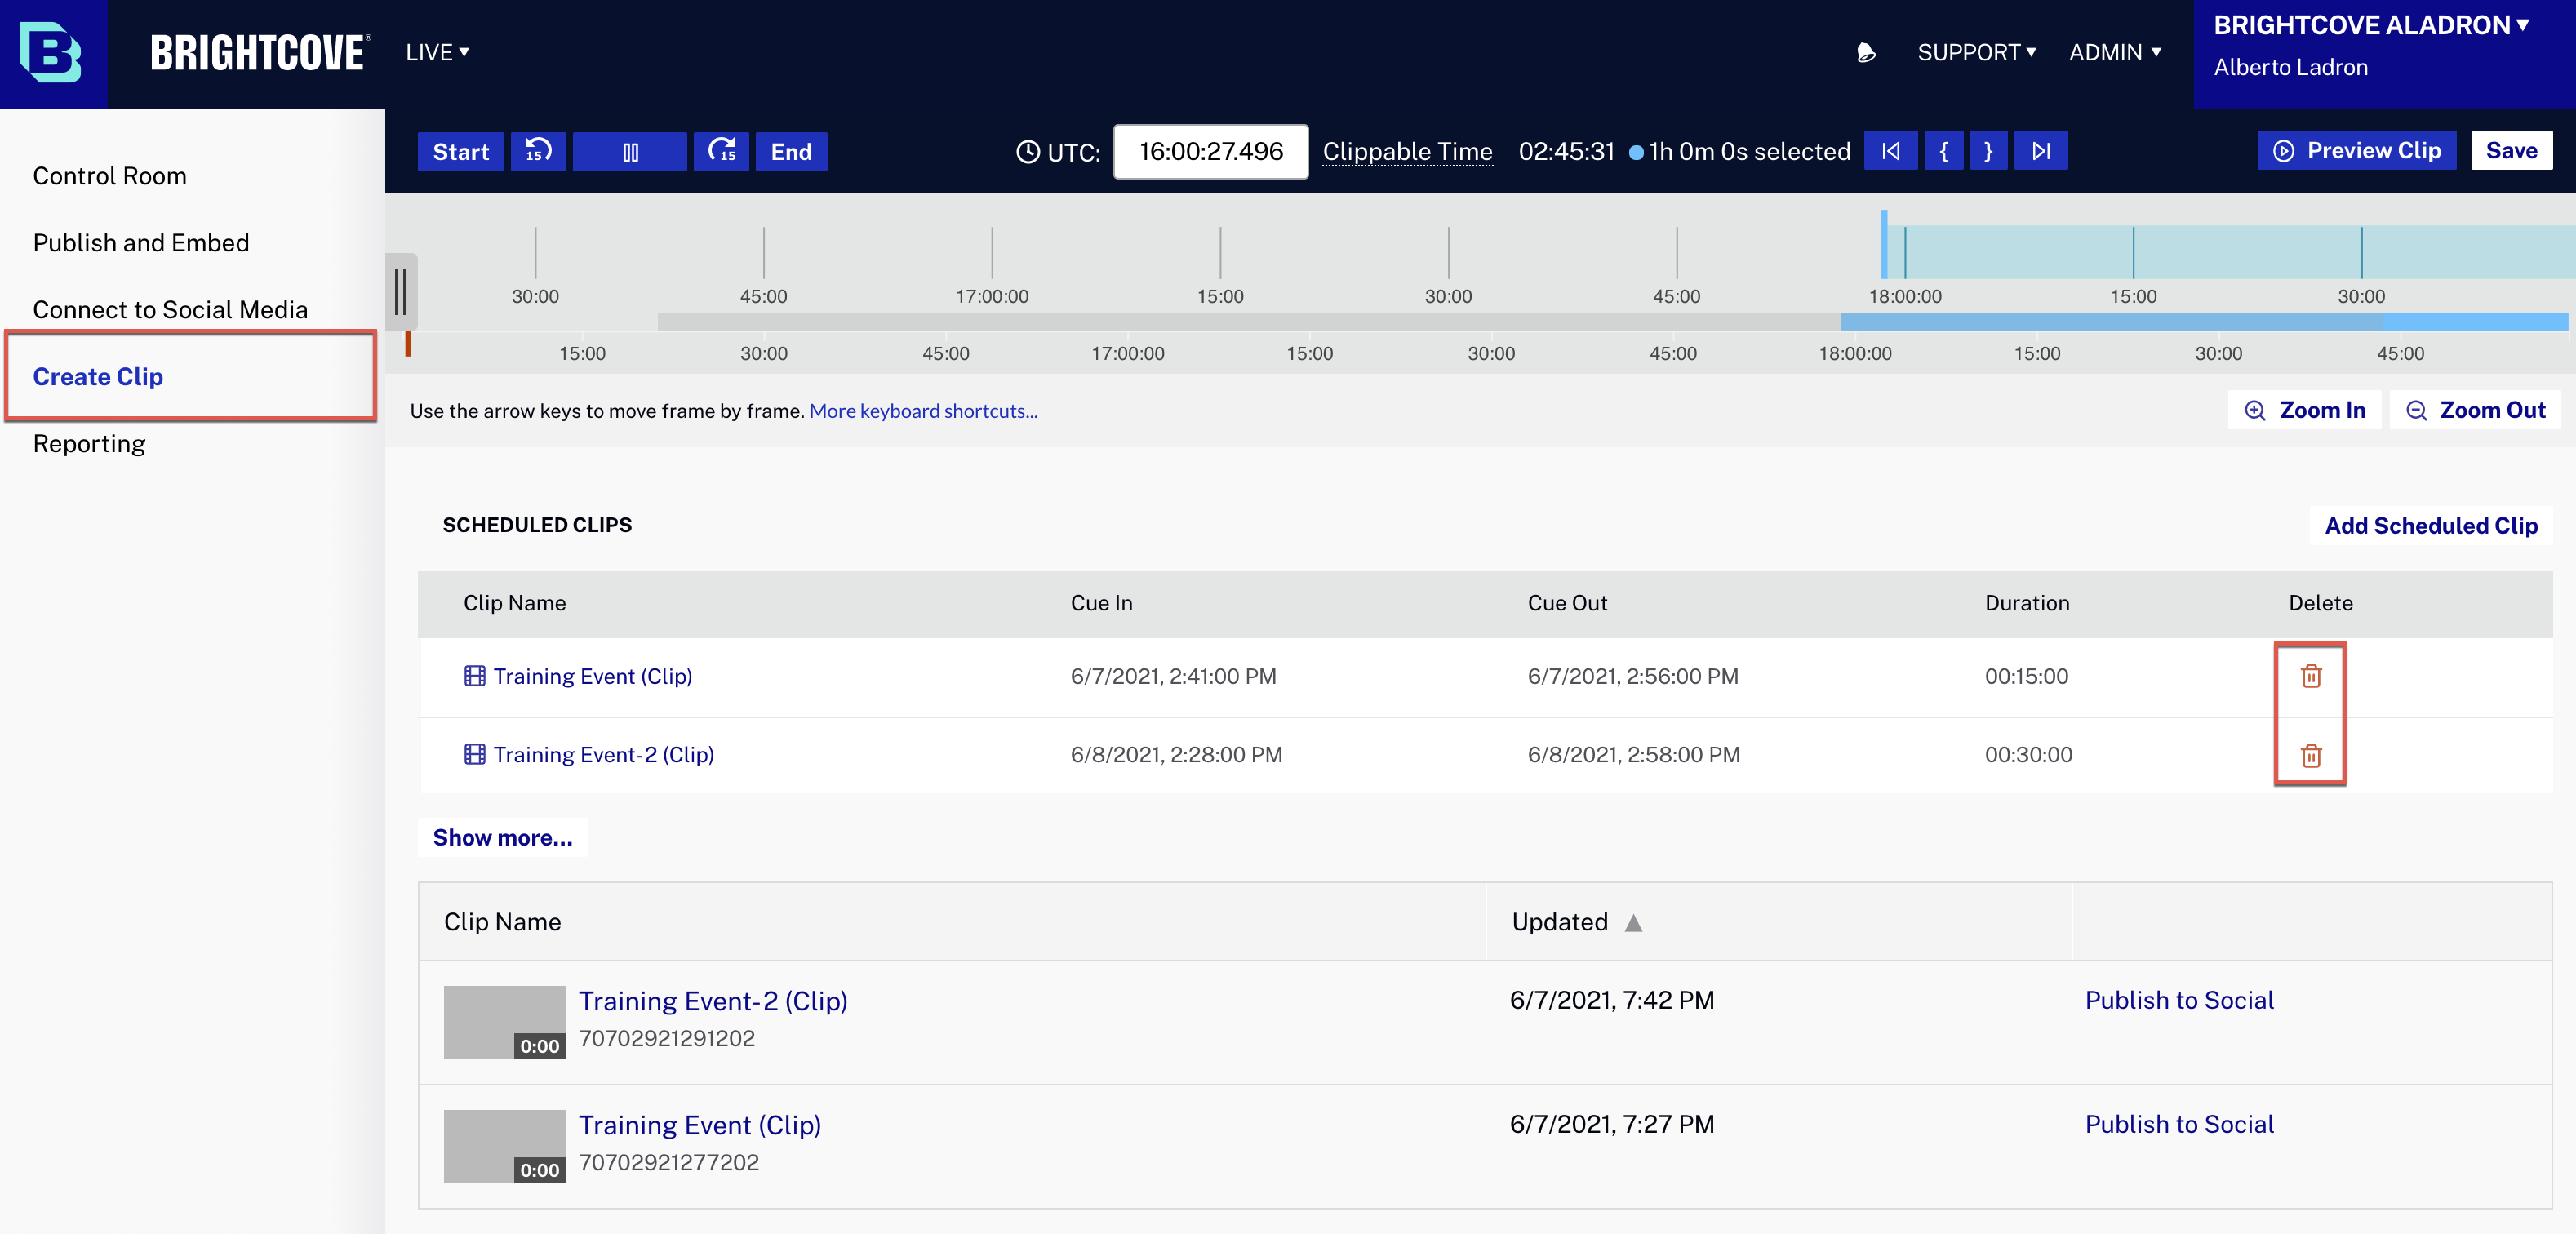 B BRIGHTCOVE® LIVE ▼ SUPPORT ▼ ADMIN ▼ BRIGHTCOVE ALADRON ▼
Alberto Ladron
Control Room
Publish and Embed
Connect to Social Media
Create Clip
Reporting
Start 15 15 End UTC: 16:00:27.496 Clippable Time 02:45:31 1h 0m 0s selected { } Preview Clip Save
30:00 45:00 17:00:00 15:00 30:00 45:00 18:00:00 15:00 30:00
15:00 30:00 45:00 17:00:00 15:00 30:00 45:00 18:00:00 15:00 30:00 45:00
Use the arrow keys to move frame by frame. More keyboard shortcuts... Zoom In Zoom Out
SCHEDULED CLIPS Add Scheduled Clip
Clip Name Cue In Cue Out Duration Delete
Training Event (Clip) 6/7/2021, 2:41:00 PM 6/7/2021, 2:56:00 PM 00:15:00
Training Event-2 (Clip) 6/8/2021, 2:28:00 PM 6/8/2021, 2:58:00 PM 00:30:00
Show more...
Clip Name Updated ▲
Training Event-2 (Clip) 6/7/2021, 7:42 PM Publish to Social
0:00 70702921291202
Training Event (Clip) 6/7/2021, 7:27 PM Publish to Social
0:00 70702921277202